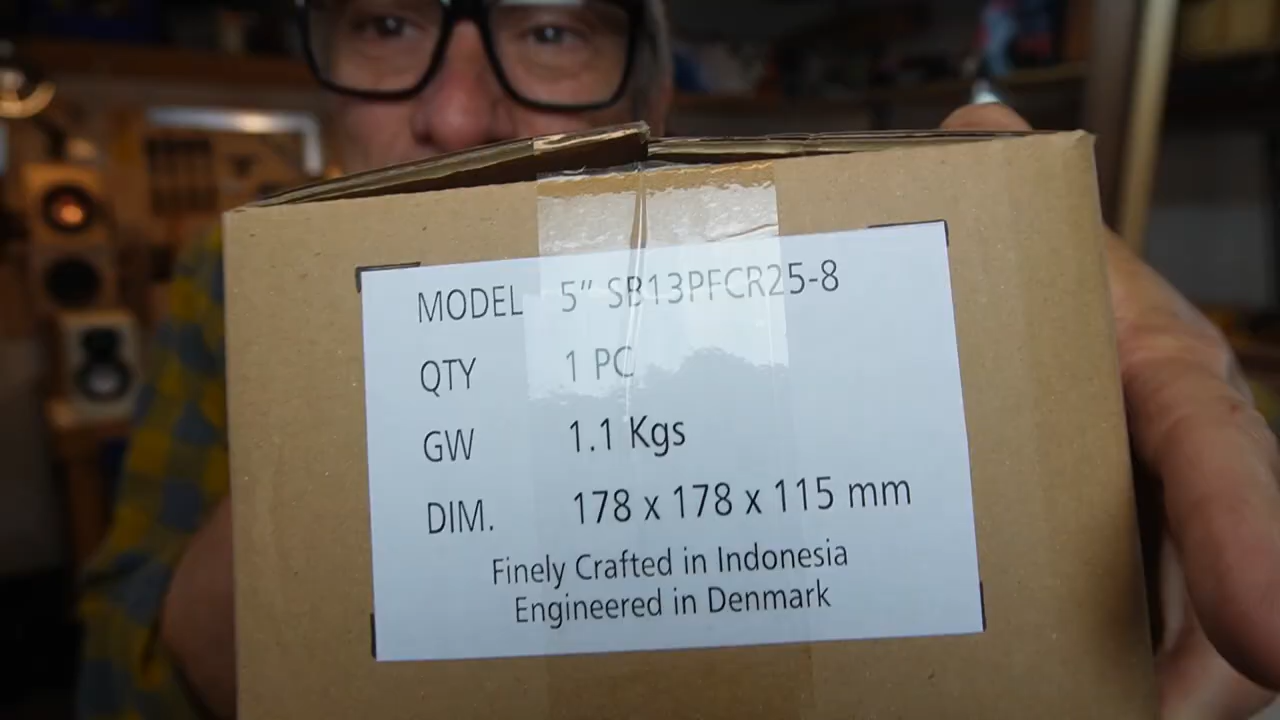 MODEL 5" SB13PFCR25-8
QTY 1 PC
GW 1.1 Kgs
DIM. 178 x 178 x 115 mm
Finely Crafted in Indonesia
Engineered in Denmark